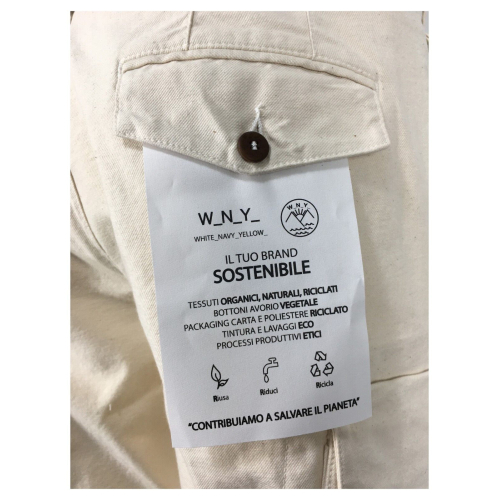 W_N_Y_
W_N_Y_
WHITE_NAVY_YELLOW_
IL TUO BRAND
SOSTENIBILE
TESSUTI ORGANICI, NATURALI, RICICLATI
BOTTONI AVORIO VEGETALE
PACKAGING CARTA E POLIESTERE RICICLATO
TINTURA E LAVAGGI ECO
PROCESSI PRODUTTIVI ETICI
Riusa Riduci Ricicla
"CONTRIBUIAMO A SALVARE IL PIANETA"